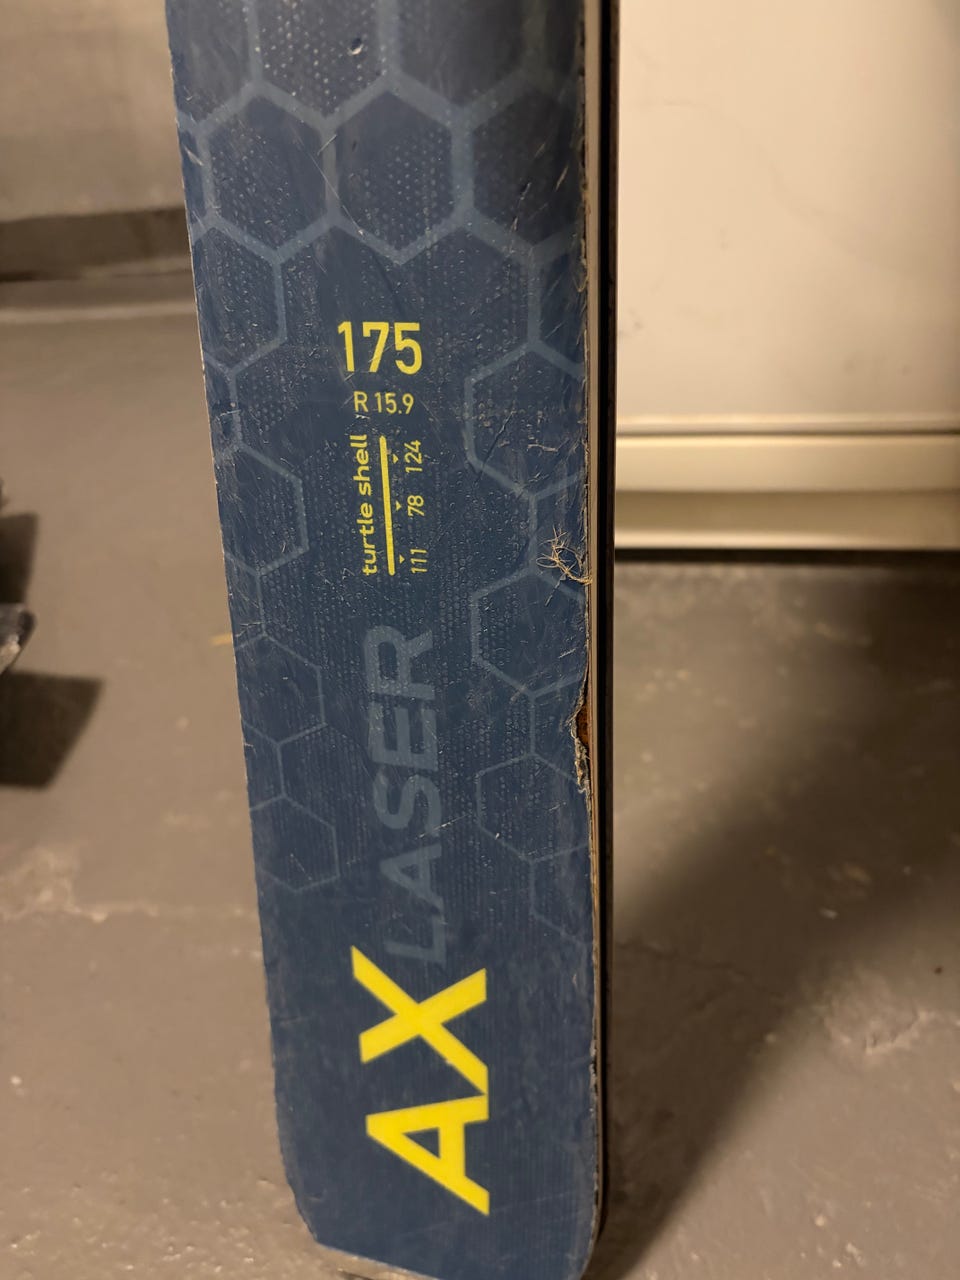 175
R 15.9
turtle shell
111 78 124
LASER
AX